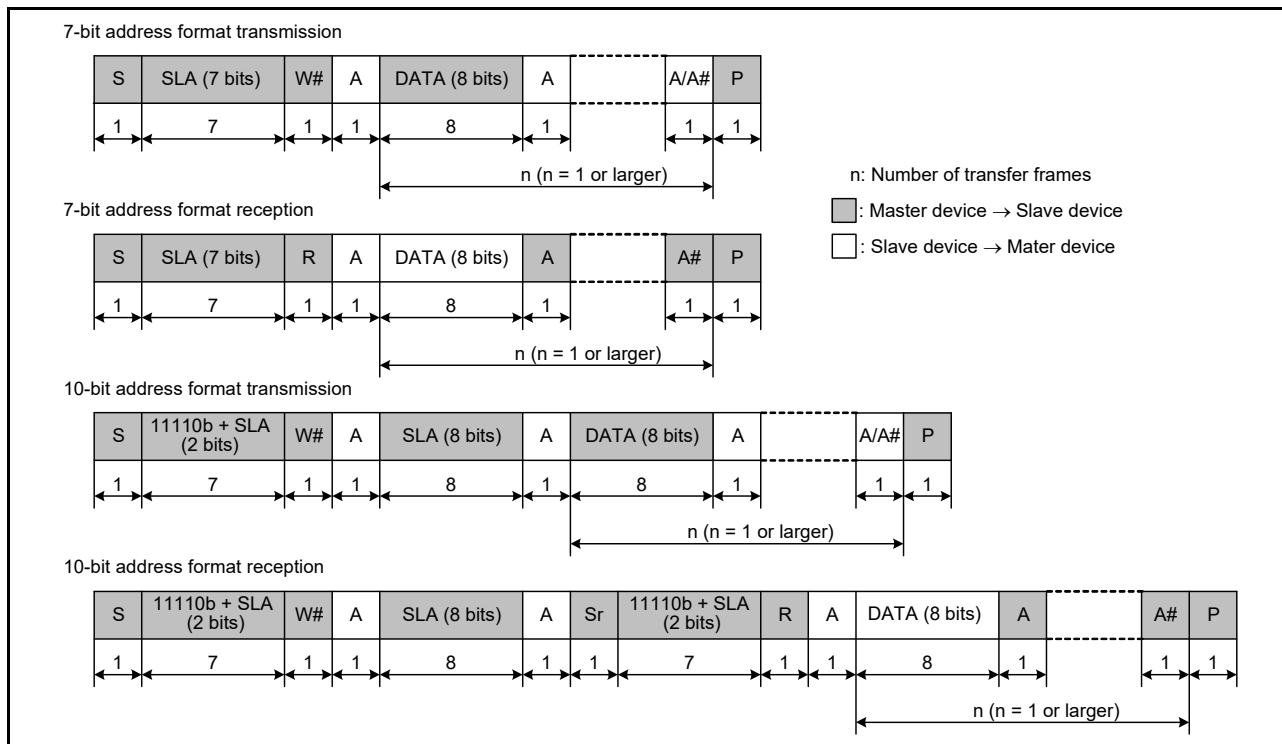 7-bit address format transmission
S SLA (7 bits) W# A DATA (8 bits) A A/A# P
1 7 1 1 8 1 1 1
n (n = 1 or larger)
n: Number of transfer frames
: Master device → Slave device
: Slave device → Mater device
7-bit address format reception
S SLA (7 bits) R A DATA (8 bits) A A# P
1 7 1 1 8 1 1 1
n (n = 1 or larger)
10-bit address format transmission
S 11110b + SLA (2 bits) W# A SLA (8 bits) A DATA (8 bits) A A/A# P
1 7 1 1 8 1 8 1 1 1
n (n = 1 or larger)
10-bit address format reception
S 11110b + SLA (2 bits) W# A SLA (8 bits) A Sr 11110b + SLA (2 bits) R A DATA (8 bits) A A# P
1 7 1 1 8 1 1 7 1 1 8 1 1 1
n (n = 1 or larger)